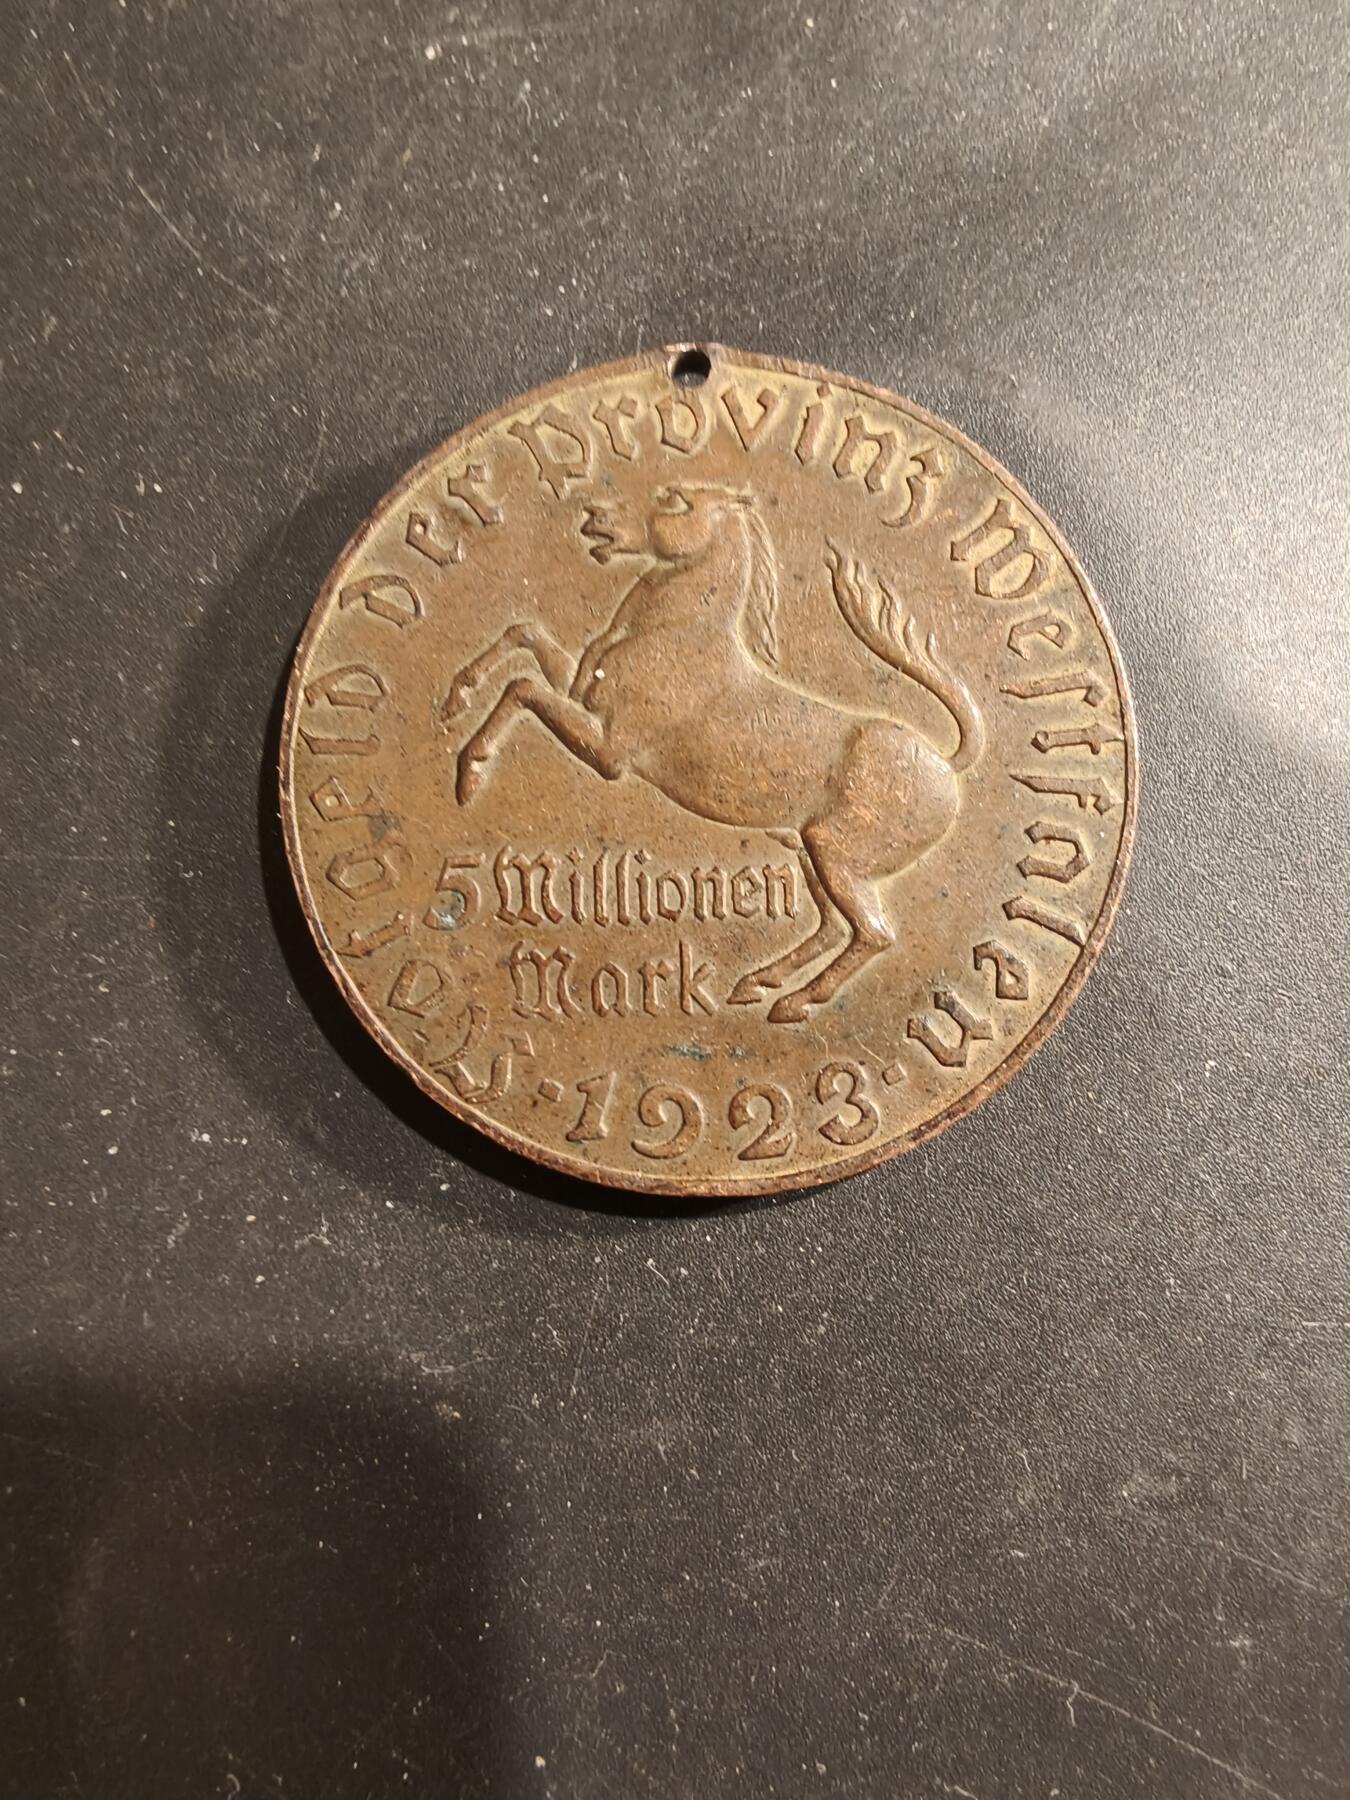 Notgeld der Provinz Westfalen
5 Millionen
Mark
· 1923 ·